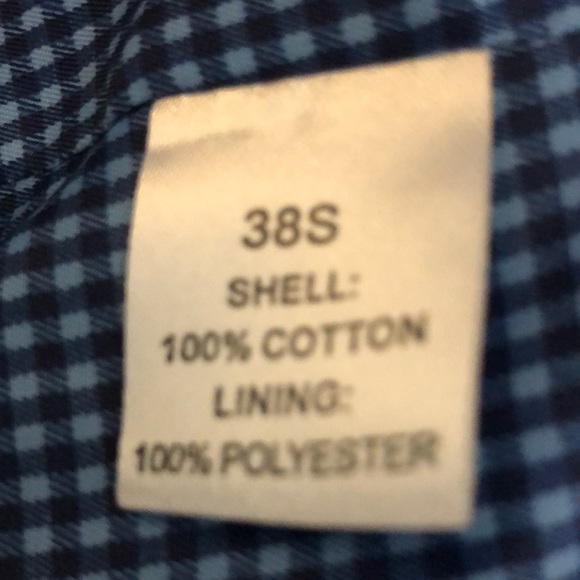 38S
SHELL:
100% COTTON
LINING:
100% POLYESTER